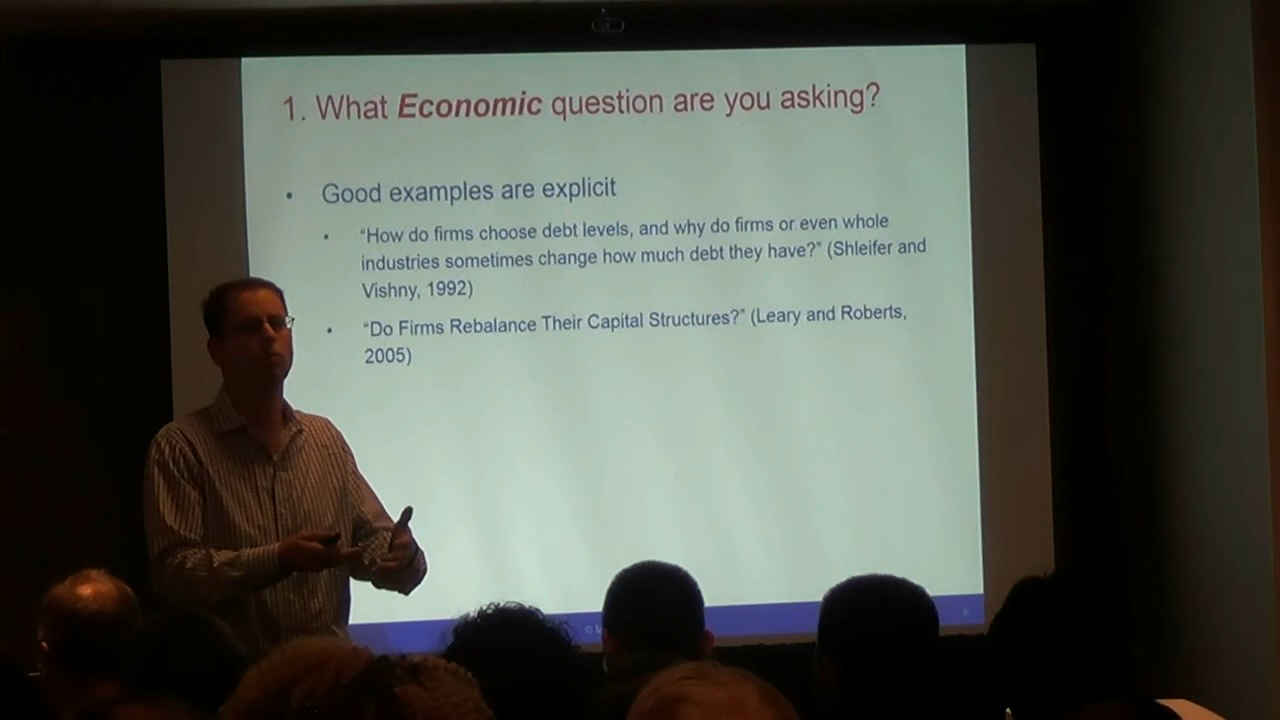 1. What Economic question are you asking?
• Good examples are explicit
• “How do firms choose debt levels, and why do firms or even whole
industries sometimes change how much debt they have?” (Shleifer and
Vishny, 1992)
• “Do Firms Rebalance Their Capital Structures?” (Leary and Roberts,
2005)